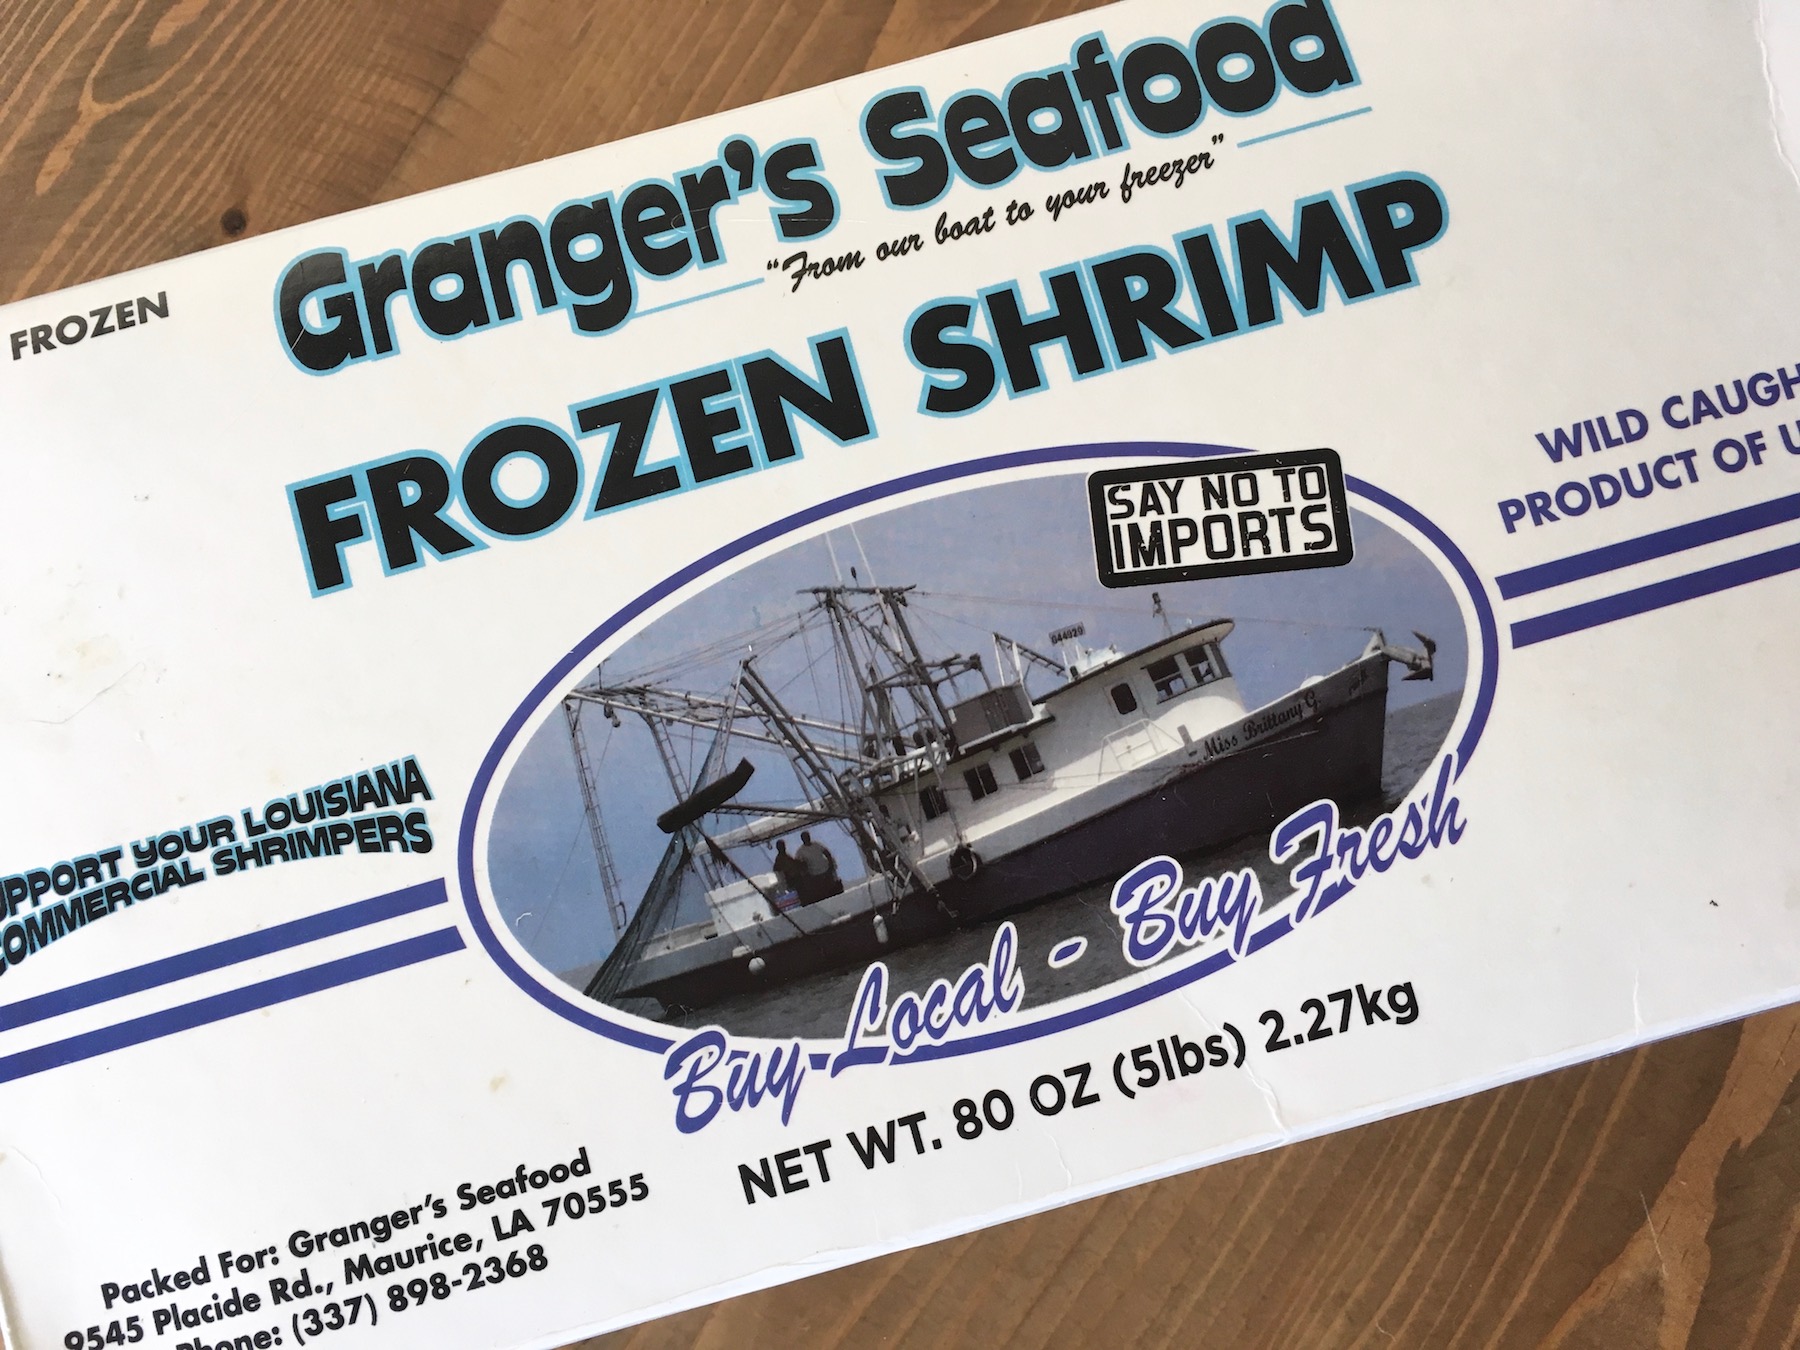 Granger's Seafood
"From our boat to your freezer"
FROZEN
FROZEN SHRIMP
SAY NO TO
IMPORTS
WILD CAUGH
PRODUCT OF U
044929
Miss Brittany G.
UPPORT YOUR LOUISIANA
COMMERCIAL SHRIMPERS
Buy Local - Buy Fresh
NET WT. 80 OZ (5lbs) 2.27kg
Packed For: Granger's Seafood
9545 Placide Rd., Maurice, LA 70555
Phone: (337) 898-2368